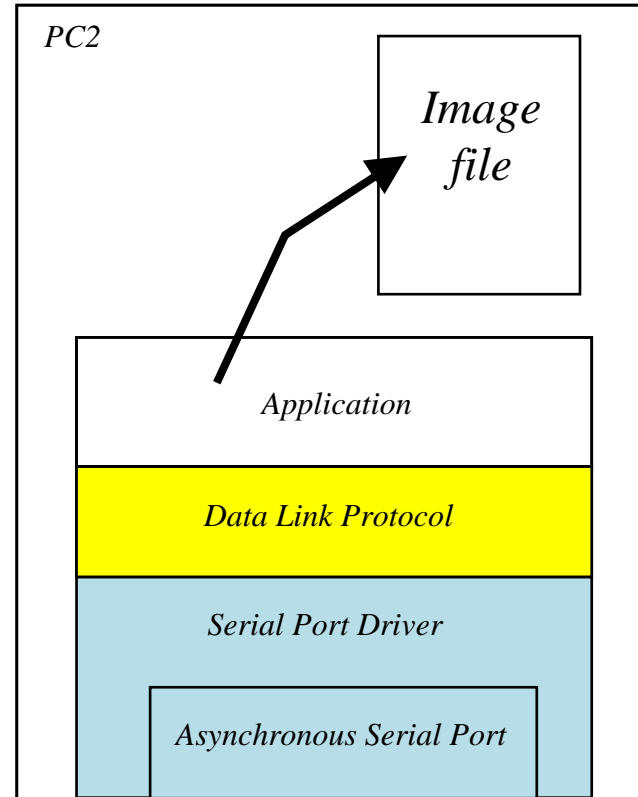 PC2
Image
file
Application
Data Link Protocol
Serial Port Driver
Asynchronous Serial Port